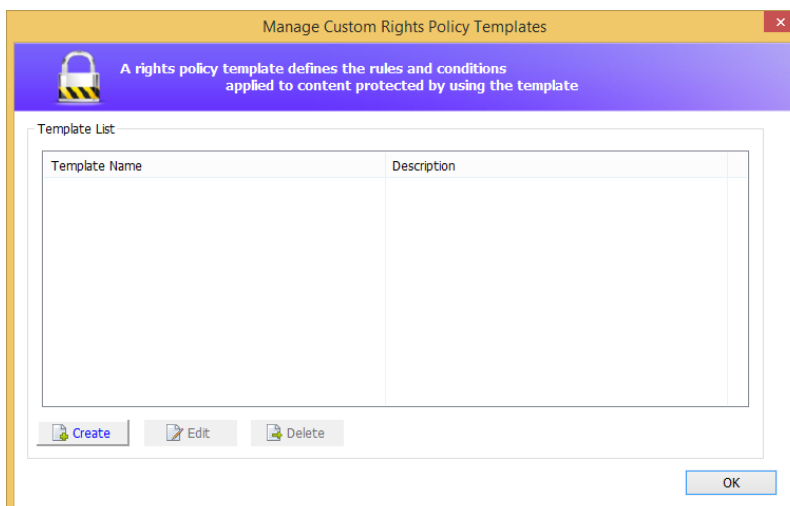 Manage Custom Rights Policy Templates
A rights policy template defines the rules and conditions
applied to content protected by using the template
Template List
Template Name Description
Create Edit Delete
OK